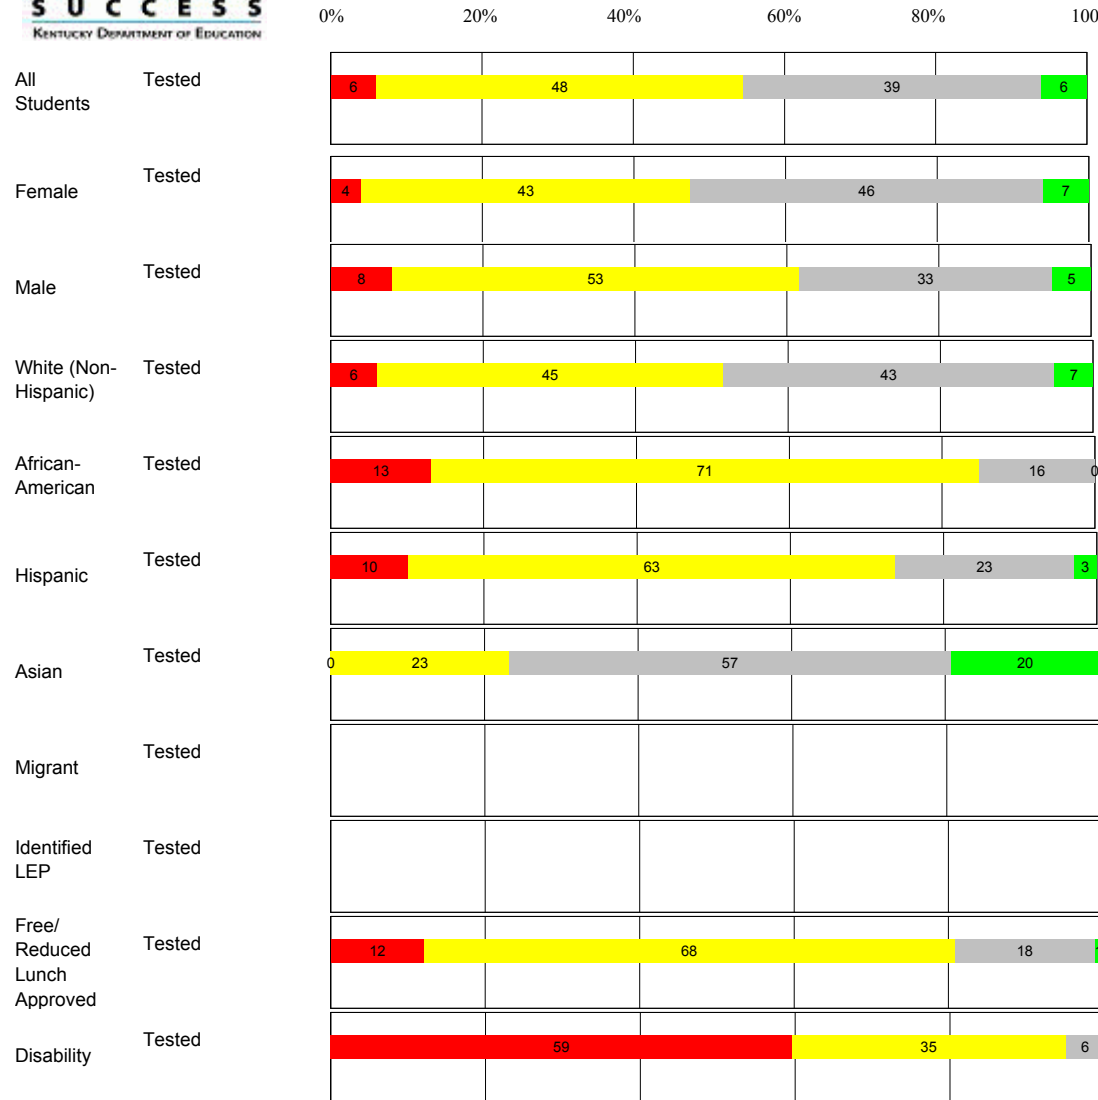 SUCCESS
KENTUCKY DEPARTMENT OF EDUCATION
0% 20% 40% 60% 80% 100
All Students Tested 6 48 39 6
Female Tested 4 43 46 7
Male Tested 8 53 33 5
White (Non-Hispanic) Tested 6 45 43 7
African-American Tested 13 71 16 0
Hispanic Tested 10 63 23 3
Asian Tested 0 23 57 20
Migrant Tested
Identified LEP Tested
Free/ Reduced Lunch Approved Tested 12 68 18
Disability Tested 59 35 6